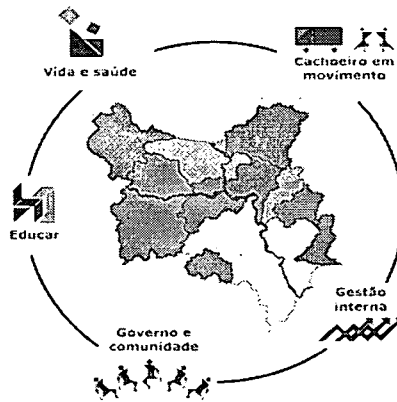 Vida e saúde
Cachoeiro em
movimento
Educar
Gestão
interna
Governo e
comunidade